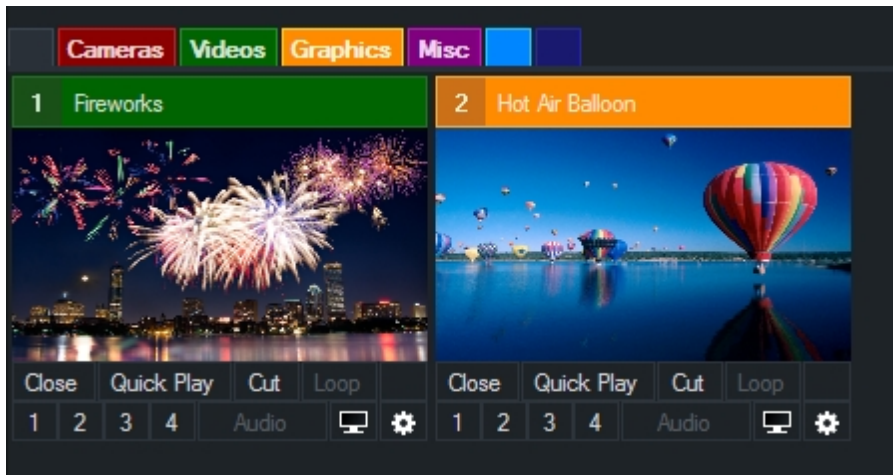 Cameras Videos Graphics Misc
1 Fireworks 2 Hot Air Balloon
Close Quick Play Cut Loop Close Quick Play Cut Loop
1 2 3 4 Audio 1 2 3 4 Audio